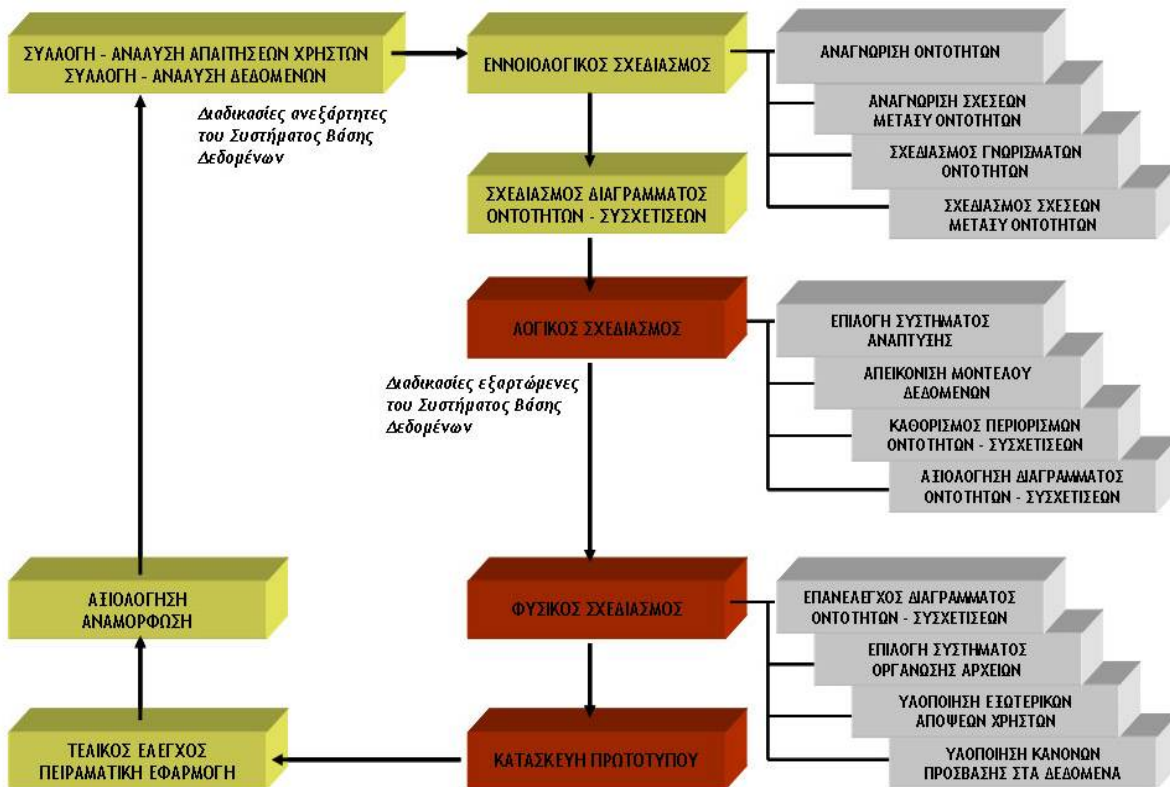 ΣΥΛΛΟΓΗ - ΑΝΑΛΥΣΗ ΑΠΑΙΤΗΣΕΩΝ ΧΡΗΣΤΩΝ
ΣΥΛΛΟΓΗ - ΑΝΑΛΥΣΗ ΔΕΔΟΜΕΝΩΝ
Διαδικασίες ανεξάρτητες
του Συστήματος Βάσης
Δεδομένων
ΕΝΝΟΙΟΛΟΓΙΚΟΣ ΣΧΕΔΙΑΣΜΟΣ
ΑΝΑΓΝΩΡΙΣΗ ΟΝΤΟΤΗΤΩΝ
ΑΝΑΓΝΩΡΙΣΗ ΣΧΕΣΕΩΝ
ΜΕΤΑΞΥ ΟΝΤΟΤΗΤΩΝ
ΣΧΕΔΙΑΣΜΟΣ ΓΝΩΡΙΣΜΑΤΩΝ
ΟΝΤΟΤΗΤΩΝ
ΣΧΕΔΙΑΣΜΟΣ ΣΧΕΣΕΩΝ
ΜΕΤΑΞΥ ΟΝΤΟΤΗΤΩΝ
ΣΧΕΔΙΑΣΜΟΣ ΔΙΑΓΡΑΜΜΑΤΟΣ
ΟΝΤΟΤΗΤΩΝ - ΣΥΣΧΕΤΙΣΕΩΝ
ΛΟΓΙΚΟΣ ΣΧΕΔΙΑΣΜΟΣ
Διαδικασίες εξαρτώμενες
του Συστήματος Βάσης
Δεδομένων
ΕΠΙΛΟΓΗ ΣΥΣΤΗΜΑΤΟΣ
ΑΝΑΠΤΥΞΗΣ
ΑΠΕΙΚΟΝΙΣΗ ΜΟΝΤΕΛΟΥ
ΔΕΔΟΜΕΝΩΝ
ΚΑΘΟΡΙΣΜΟΣ ΠΕΡΙΟΡΙΣΜΩΝ
ΟΝΤΟΤΗΤΩΝ - ΣΥΣΧΕΤΙΣΕΩΝ
ΑΞΙΟΛΟΓΗΣΗ ΔΙΑΓΡΑΜΜΑΤΟΣ
ΟΝΤΟΤΗΤΩΝ - ΣΥΣΧΕΤΙΣΕΩΝ
ΑΞΙΟΛΟΓΗΣΗ
ΑΝΑΜΟΡΦΩΣΗ
ΦΥΣΙΚΟΣ ΣΧΕΔΙΑΣΜΟΣ
ΕΠΑΝΕΛΕΓΧΟΣ ΔΙΑΓΡΑΜΜΑΤΟΣ
ΟΝΤΟΤΗΤΩΝ - ΣΥΣΧΕΤΙΣΕΩΝ
ΕΠΙΛΟΓΗ ΣΥΣΤΗΜΑΤΟΣ
ΟΡΓΑΝΩΣΗΣ ΑΡΧΕΙΩΝ
ΥΛΟΠΟΙΗΣΗ ΕΞΩΤΕΡΙΚΩΝ
ΑΠΟΨΕΩΝ ΧΡΗΣΤΩΝ
ΥΛΟΠΟΙΗΣΗ ΚΑΝΟΝΩΝ
ΠΡΟΣΒΑΣΗΣ ΣΤΑ ΔΕΔΟΜΕΝΑ
ΤΕΛΙΚΟΣ ΕΛΕΓΧΟΣ
ΠΕΙΡΑΜΑΤΙΚΗ ΕΦΑΡΜΟΓΗ
ΚΑΤΑΣΚΕΥΗ ΠΡΩΤΟΤΥΠΟΥ